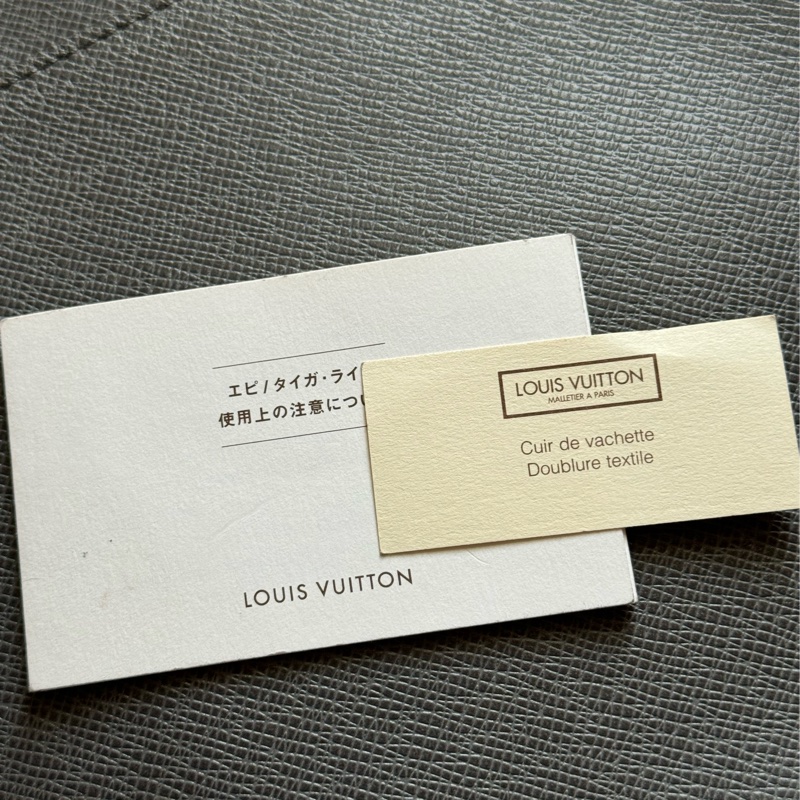 エピ/タイガ・ライ
使用上の注意につ
LOUIS VUITTON
LOUIS VUITTON
MALLETIER A PARIS
Cuir de vachette
Doublure textile